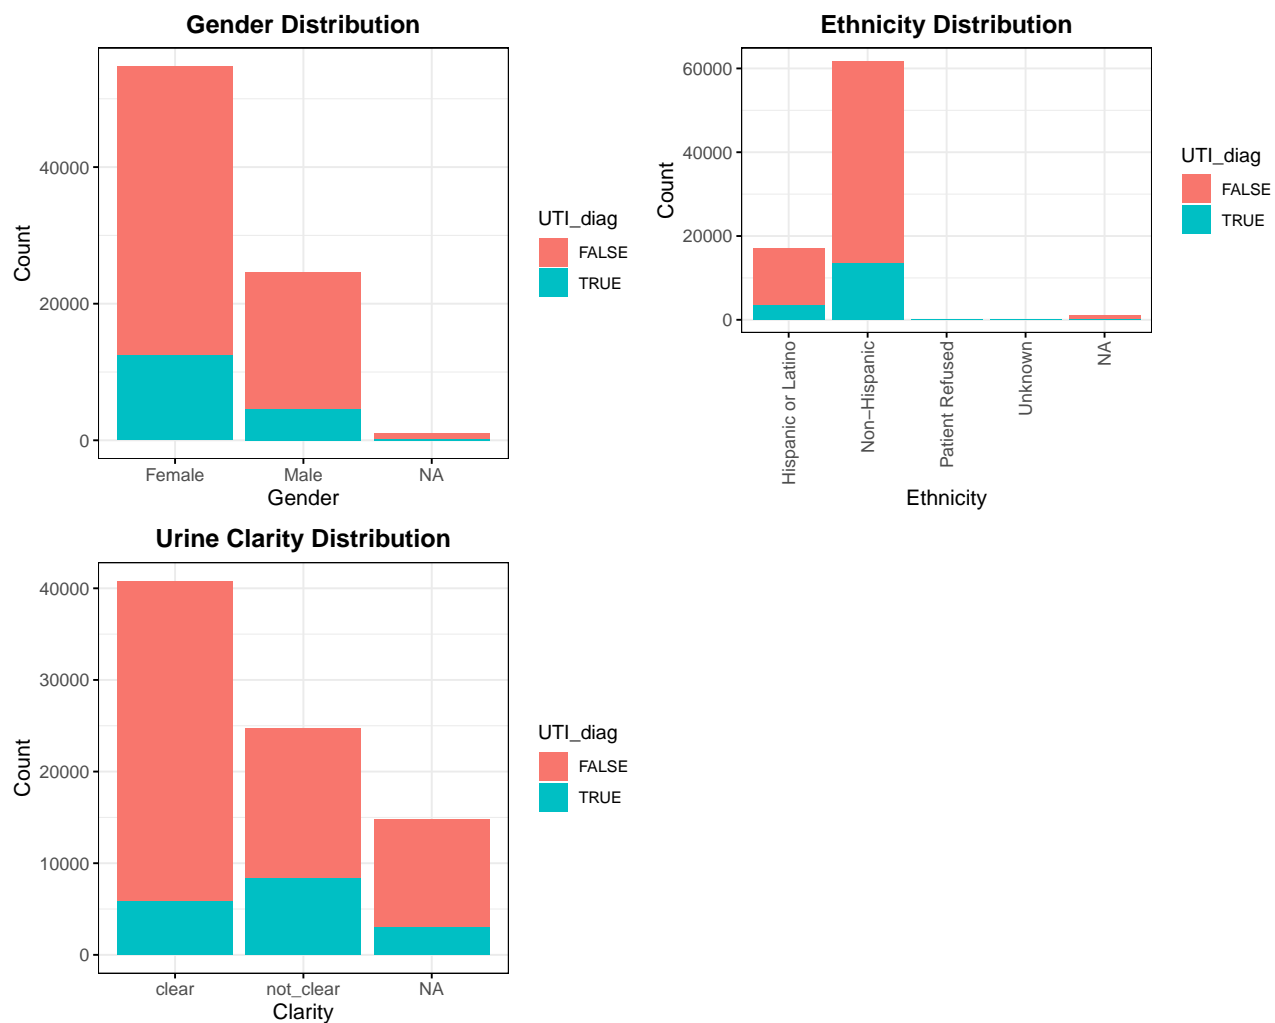 Gender Distribution
Count
40000
20000
0
Female
Male
NA
Gender
UTI_diag
FALSE
TRUE
Ethnicity Distribution
Count
60000
40000
20000
0
Hispanic or Latino
Non−Hispanic
Patient Refused
Unknown
NA
Ethnicity
UTI_diag
FALSE
TRUE
Urine Clarity Distribution
Count
40000
30000
20000
10000
0
clear
not_clear
NA
Clarity
UTI_diag
FALSE
TRUE